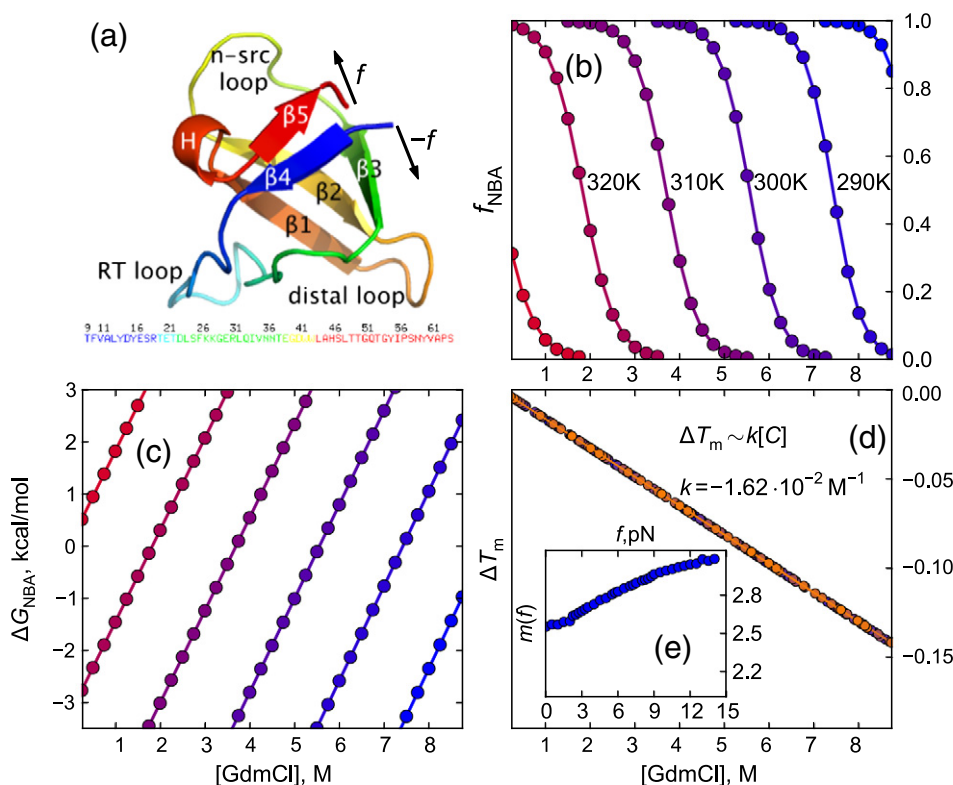 (a)
n-src
loop
f
β5
–f
H
β4
β3
β2
β1
RT loop
distal loop
9 11 16 21 26 31 36 41 46 51 56 61
TFVALYDYESRTETDLSFKKGERLQIVNNTEGDWWLAHSLTTGQTGYIPSNYVAPS
(b)
320K 310K 300K 290K
1.0
0.8
0.6
0.4
0.2
0.0
f_NBA
1 2 3 4 5 6 7 8
(c)
3
2
1
0
−1
−2
−3
ΔG_NBA, kcal/mol
1 2 3 4 5 6 7 8
[GdmCl], M
(d)
ΔT_m ~ k[C]
k=−1.62·10⁻² M⁻¹
0.00
−0.05
−0.10
−0.15
ΔT_m
f,pN
m(f)
2.8
2.5
2.2
(e)
0 3 6 9 12 15
1 2 3 4 5 6 7 8
[GdmCl], M